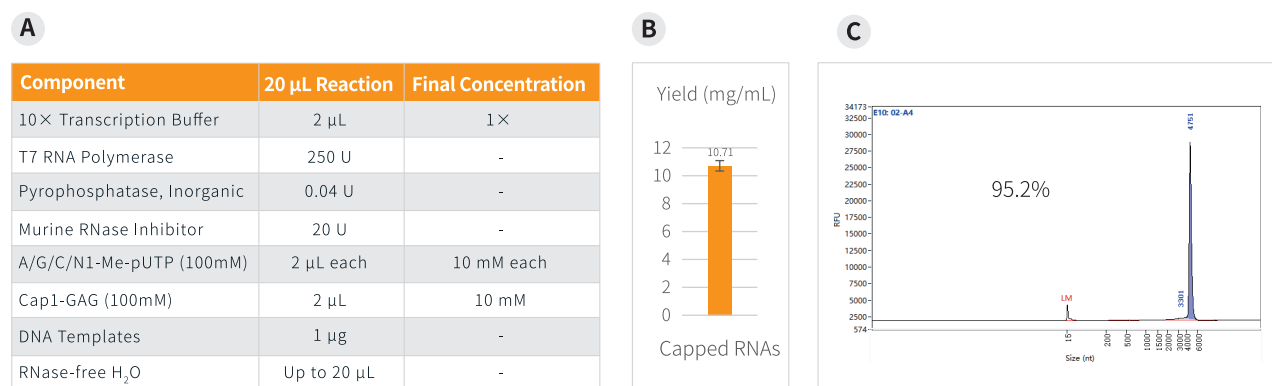 A
Component 20 µL Reaction Final Concentration
10× Transcription Buffer 2 µL 1×
T7 RNA Polymerase 250 U -
Pyrophosphatase, Inorganic 0.04 U -
Murine RNase Inhibitor 20 U -
A/G/C/N1-Me-pUTP (100mM) 2 µL each 10 mM each
Cap1-GAG (100mM) 2 µL 10 mM
DNA Templates 1 µg -
RNase-free H₂O Up to 20 µL -
B
Yield (mg/mL)
12
10.71
10
8
6
4
2
0
Capped RNAs
C
E10: 02-A4
34173
32500
30000
27500
25000
22500
20000
17500
15000
12500
10000
7500
5000
2500
574
RFU
95.2%
LM
3301
4751
15 200 500 1000 1500 2000 3000 4000 6000
Size (nt)